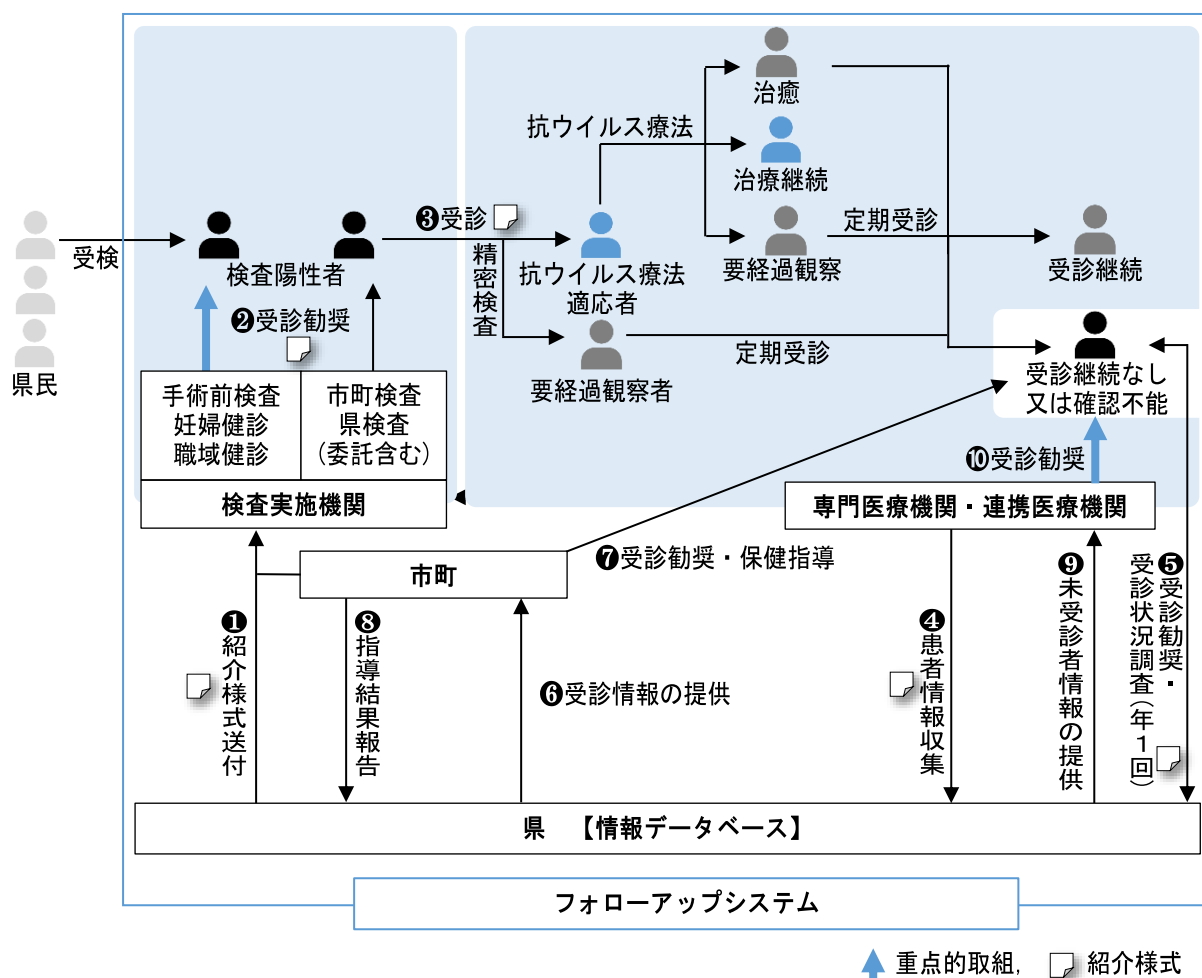 県民
受検
検査陽性者
❷受診勧奨
手術前検査
妊婦健診
職域健診
市町検査
県検査
(委託含む)
検査実施機関
❸受診
精密検査
抗ウイルス療法
適応者
要経過観察者
抗ウイルス療法
治癒
治療継続
要経過観察
定期受診
受診継続
定期受診
受診継続なし
又は確認不能
❿受診勧奨
専門医療機関・連携医療機関
市町
❼受診勧奨・保健指導
❶紹介様式送付
❽指導結果報告
❻受診情報の提供
❹患者情報収集
❾未受診者情報の提供
❺受診勧奨・
受診状況調査(年1回)
県 【情報データベース】
フォローアップシステム
重点的取組, 紹介様式